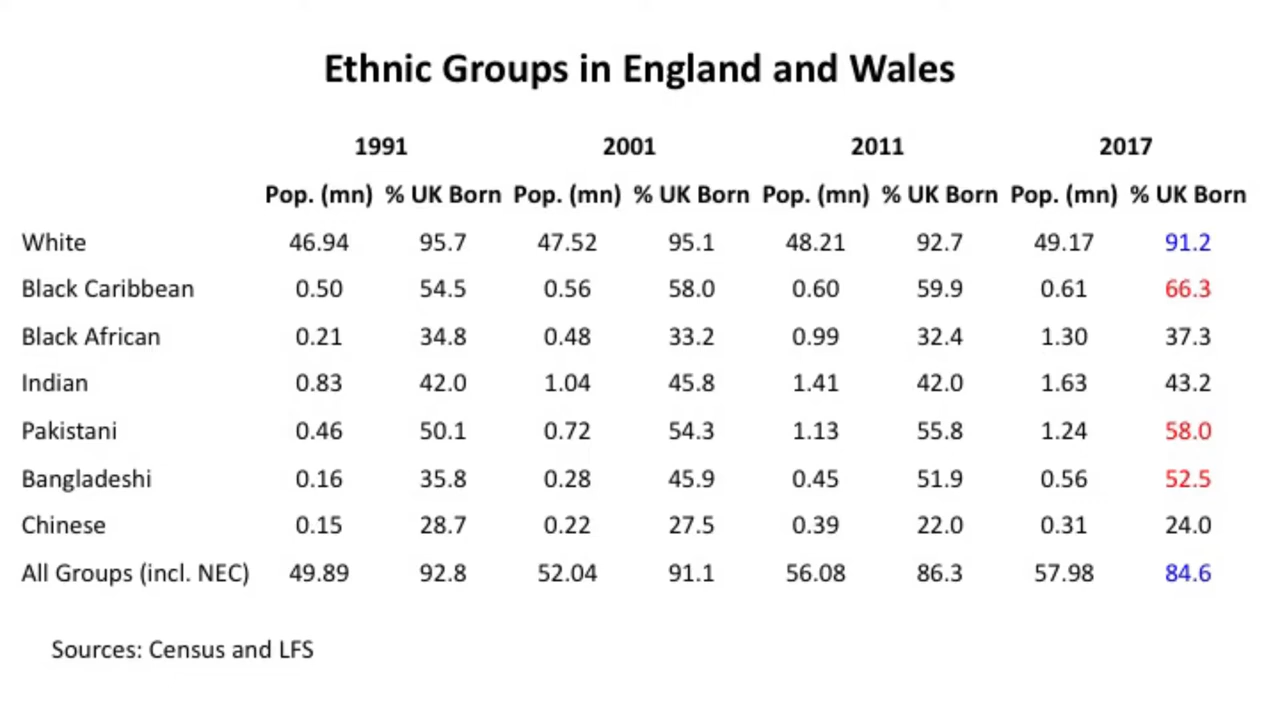 Ethnic Groups in England and Wales
1991 2001 2011 2017
Pop. (mn) % UK Born Pop. (mn) % UK Born Pop. (mn) % UK Born Pop. (mn) % UK Born
White 46.94 95.7 47.52 95.1 48.21 92.7 49.17 91.2
Black Caribbean 0.50 54.5 0.56 58.0 0.60 59.9 0.61 66.3
Black African 0.21 34.8 0.48 33.2 0.99 32.4 1.30 37.3
Indian 0.83 42.0 1.04 45.8 1.41 42.0 1.63 43.2
Pakistani 0.46 50.1 0.72 54.3 1.13 55.8 1.24 58.0
Bangladeshi 0.16 35.8 0.28 45.9 0.45 51.9 0.56 52.5
Chinese 0.15 28.7 0.22 27.5 0.39 22.0 0.31 24.0
All Groups (incl. NEC) 49.89 92.8 52.04 91.1 56.08 86.3 57.98 84.6
Sources: Census and LFS